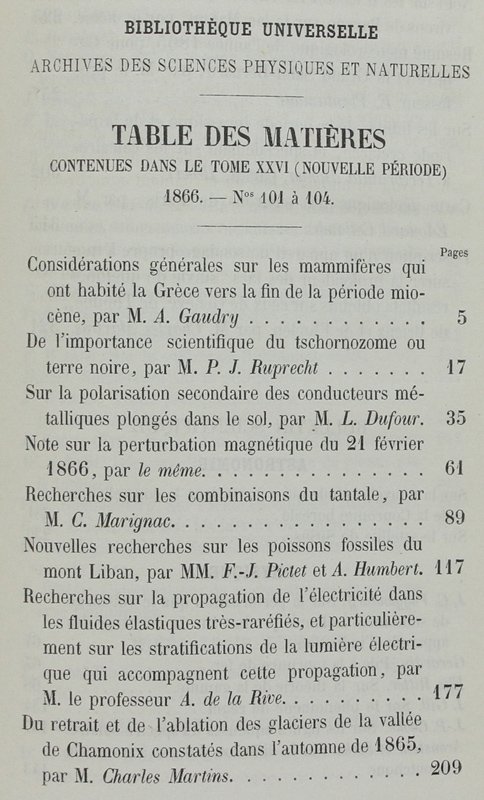 BIBLIOTHÈQUE UNIVERSELLE
ARCHIVES DES SCIENCES PHYSIQUES ET NATURELLES
TABLE DES MATIÈRES
CONTENUES DANS LE TOME XXVI (NOUVELLE PÉRIODE)
1866. — Nos 101 à 104.
Pages
Considérations générales sur les mammifères qui
ont habité la Grèce vers la fin de la période mio-
cène, par M. A. Gaudry . . . . . . . . . . . . 5
De l'importance scientifique du tschornozome ou
terre noire, par M. P. J. Ruprecht . . . . . . . 17
Sur la polarisation secondaire des conducteurs mé-
talliques plongés dans le sol, par M. L. Dufour. 35
Note sur la perturbation magnétique du 21 février
1866, par le même. . . . . . . . . . . . . . . 61
Recherches sur les combinaisons du tantale, par
M. C. Marignac. . . . . . . . . . . . . . . . . 89
Nouvelles recherches sur les poissons fossiles du
mont Liban, par MM. F.-J. Pictet et A. Humbert. 117
Recherches sur la propagation de l'électricité dans
les fluides élastiques très-raréfiés, et particulière-
ment sur les stratifications de la lumière électri-
que qui accompagnent cette propagation, par
M. le professeur A. de la Rive. . . . . . . . . . 177
Du retrait et de l'ablation des glaciers de la vallée
de Chamonix constatés dans l'automne de 1865,
par M. Charles Martins. . . . . . . . . . . . . 209